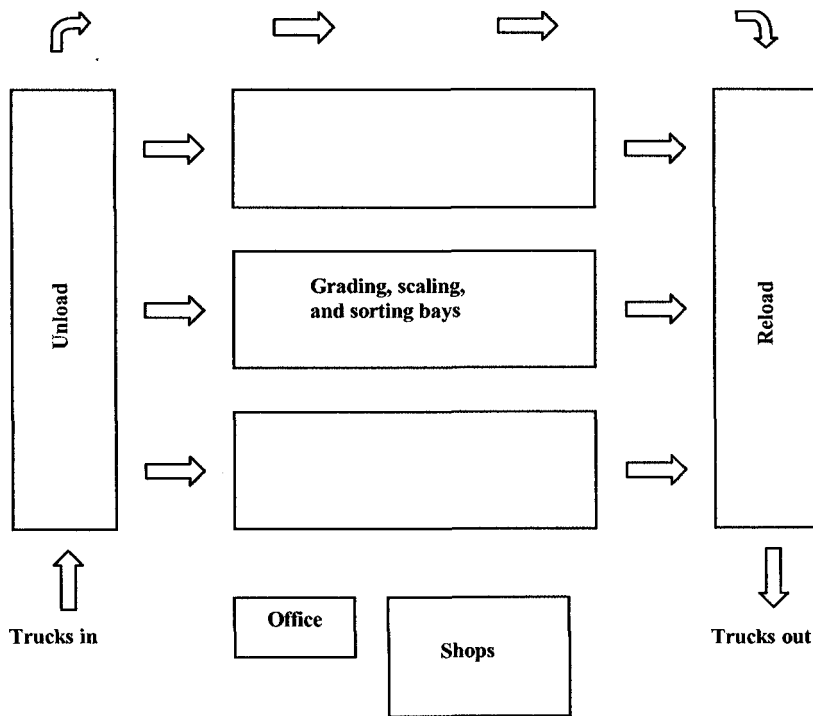 Unload
Grading, scaling,
and sorting bays
Reload
Trucks in
Office
Shops
Trucks out